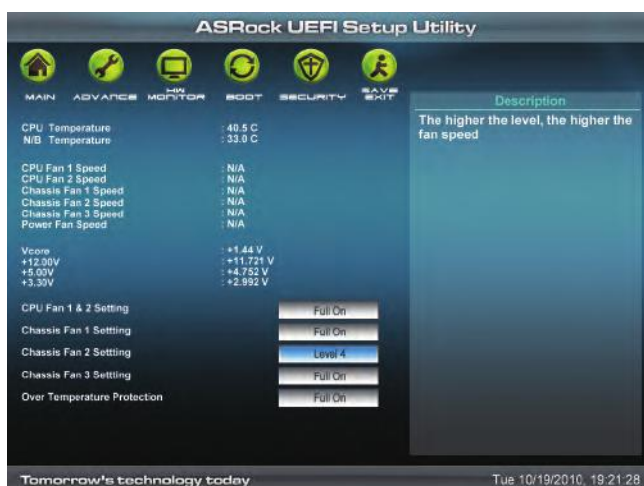 ASRock UEFI Setup Utility
MAIN ADVANCE HW MONITOR BOOT SECURITY SAVE EXIT
Description
The higher the level, the higher the
fan speed
CPU Temperature : 40.5 C
N/B Temperature : 33.0 C
CPU Fan 1 Speed : N/A
CPU Fan 2 Speed : N/A
Chassis Fan 1 Speed : N/A
Chassis Fan 2 Speed : N/A
Chassis Fan 3 Speed : N/A
Power Fan Speed : N/A
Vcore : +1.44 V
+12.00V : +11.721 V
+5.00V : +4.752 V
+3.30V : +2.992 V
CPU Fan 1 & 2 Setting Full On
Chassis Fan 1 Settting Full On
Chassis Fan 2 Settting Level 4
Chassis Fan 3 Settting Full On
Over Temperature Protection Full On
Tomorrow's technology today Tue 10/19/2010, 19:21:28